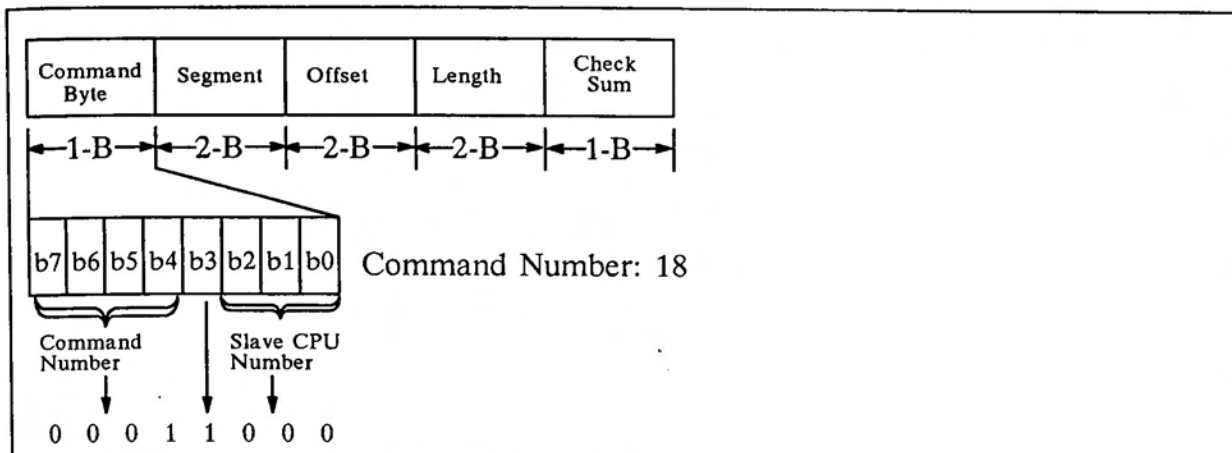 Command Byte Segment Offset Length Check Sum
1-B 2-B 2-B 2-B 1-B
b7 b6 b5 b4 b3 b2 b1 b0 Command Number: 18
Command Number Slave CPU Number
0 0 0 1 1 0 0 0